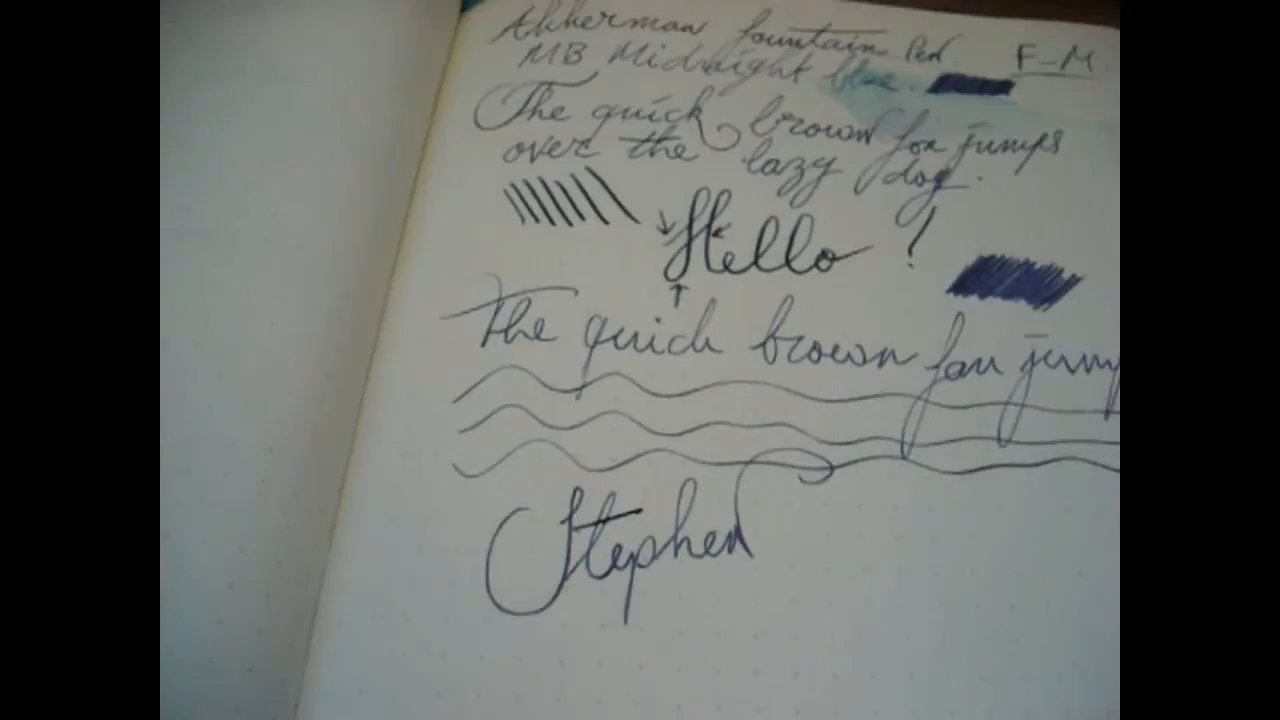 Akkerman fountain Pen. F-M
MB Midnight blue.
The quick brown fox jumps
over the lazy dog.
Hello !
The quick brown fox jump
Stephen